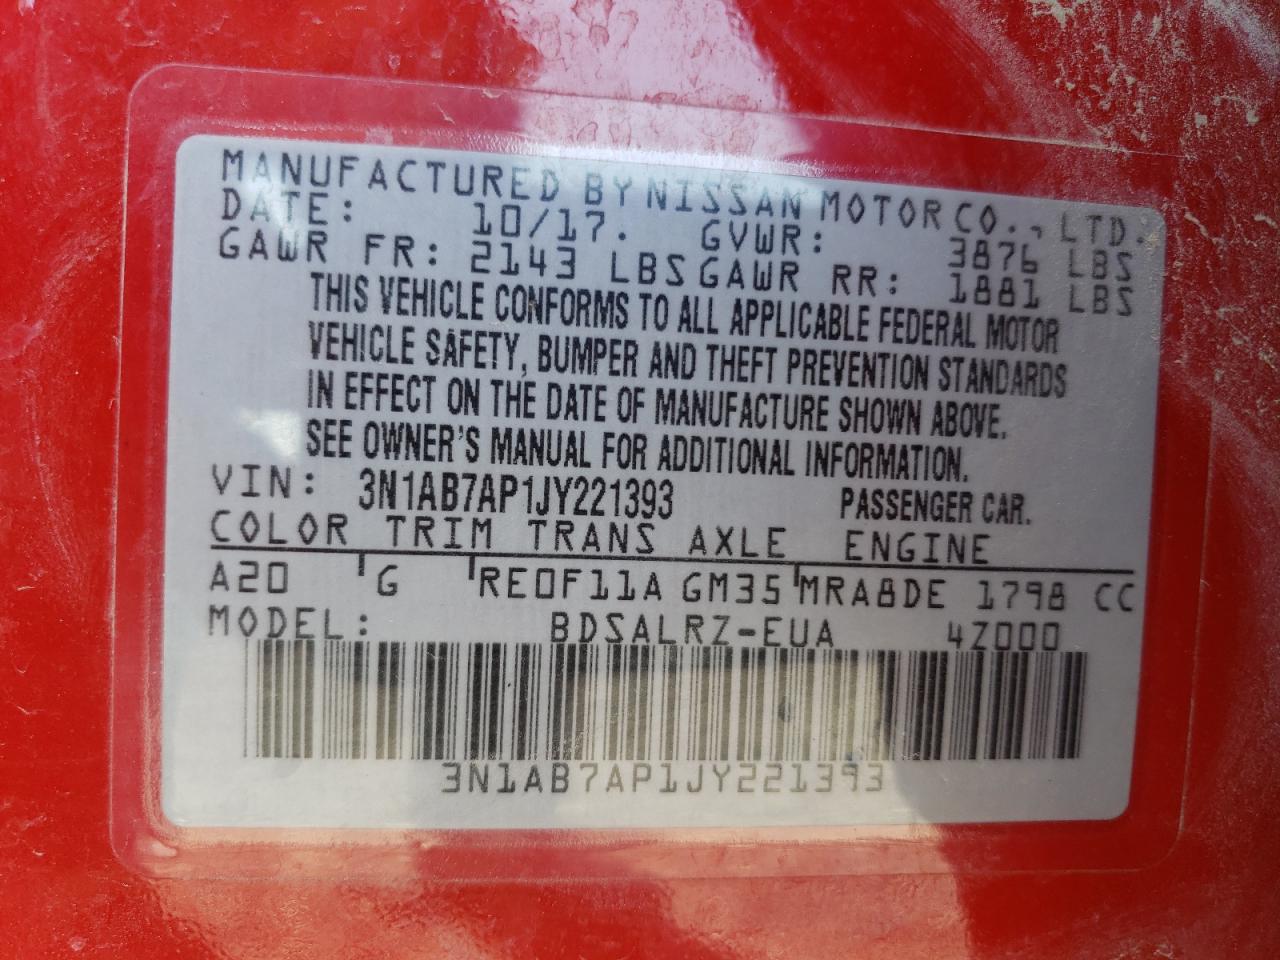 MANUFACTURED BY NISSAN MOTOR CO., LTD.
DATE: 10/17. GVWR: 3876 LBS
GAWR FR: 2143 LBS GAWR RR: 1881 LBS
THIS VEHICLE CONFORMS TO ALL APPLICABLE FEDERAL MOTOR
VEHICLE SAFETY, BUMPER AND THEFT PREVENTION STANDARDS
IN EFFECT ON THE DATE OF MANUFACTURE SHOWN ABOVE.
SEE OWNER'S MANUAL FOR ADDITIONAL INFORMATION.
VIN: 3N1AB7AP1JY221393 PASSENGER CAR.
COLOR TRIM TRANS AXLE ENGINE
A20 G RE0F11A GM35 MRA8DE 1798 CC
MODEL: BDSALRZ-EUA 4Z000
3N1AB7AP1JY221393